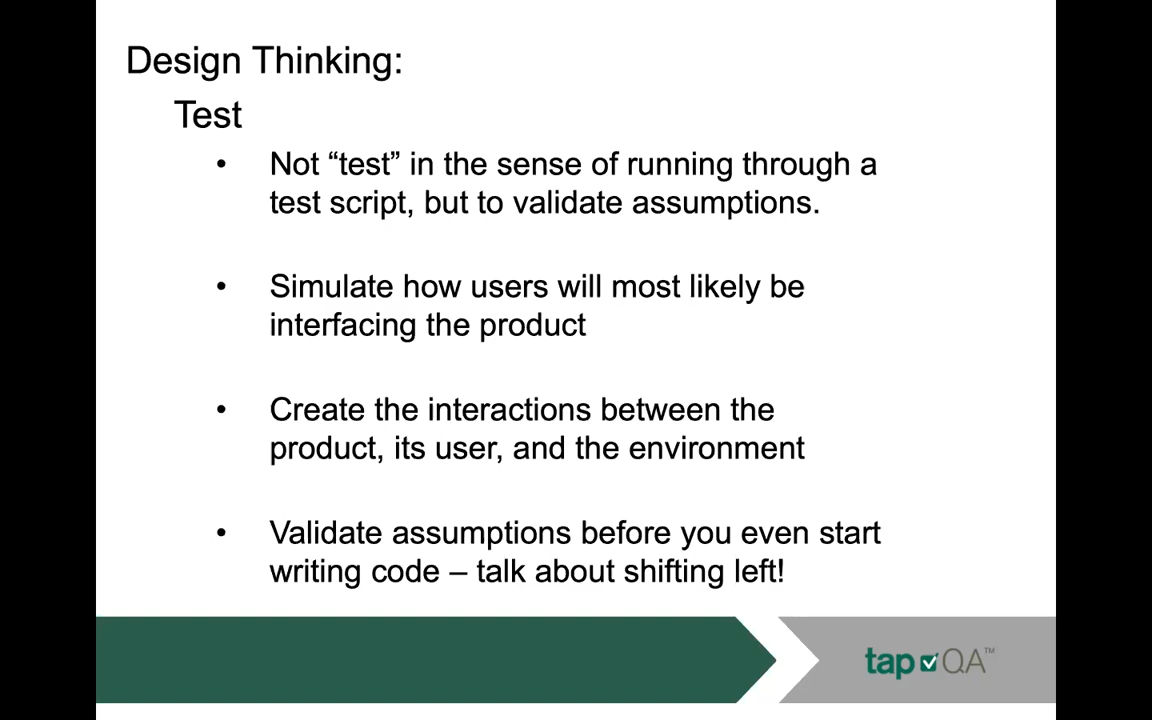 Design Thinking:
Test
• Not “test” in the sense of running through a
test script, but to validate assumptions.
• Simulate how users will most likely be
interfacing the product
• Create the interactions between the
product, its user, and the environment
• Validate assumptions before you even start
writing code – talk about shifting left!
tap QA™